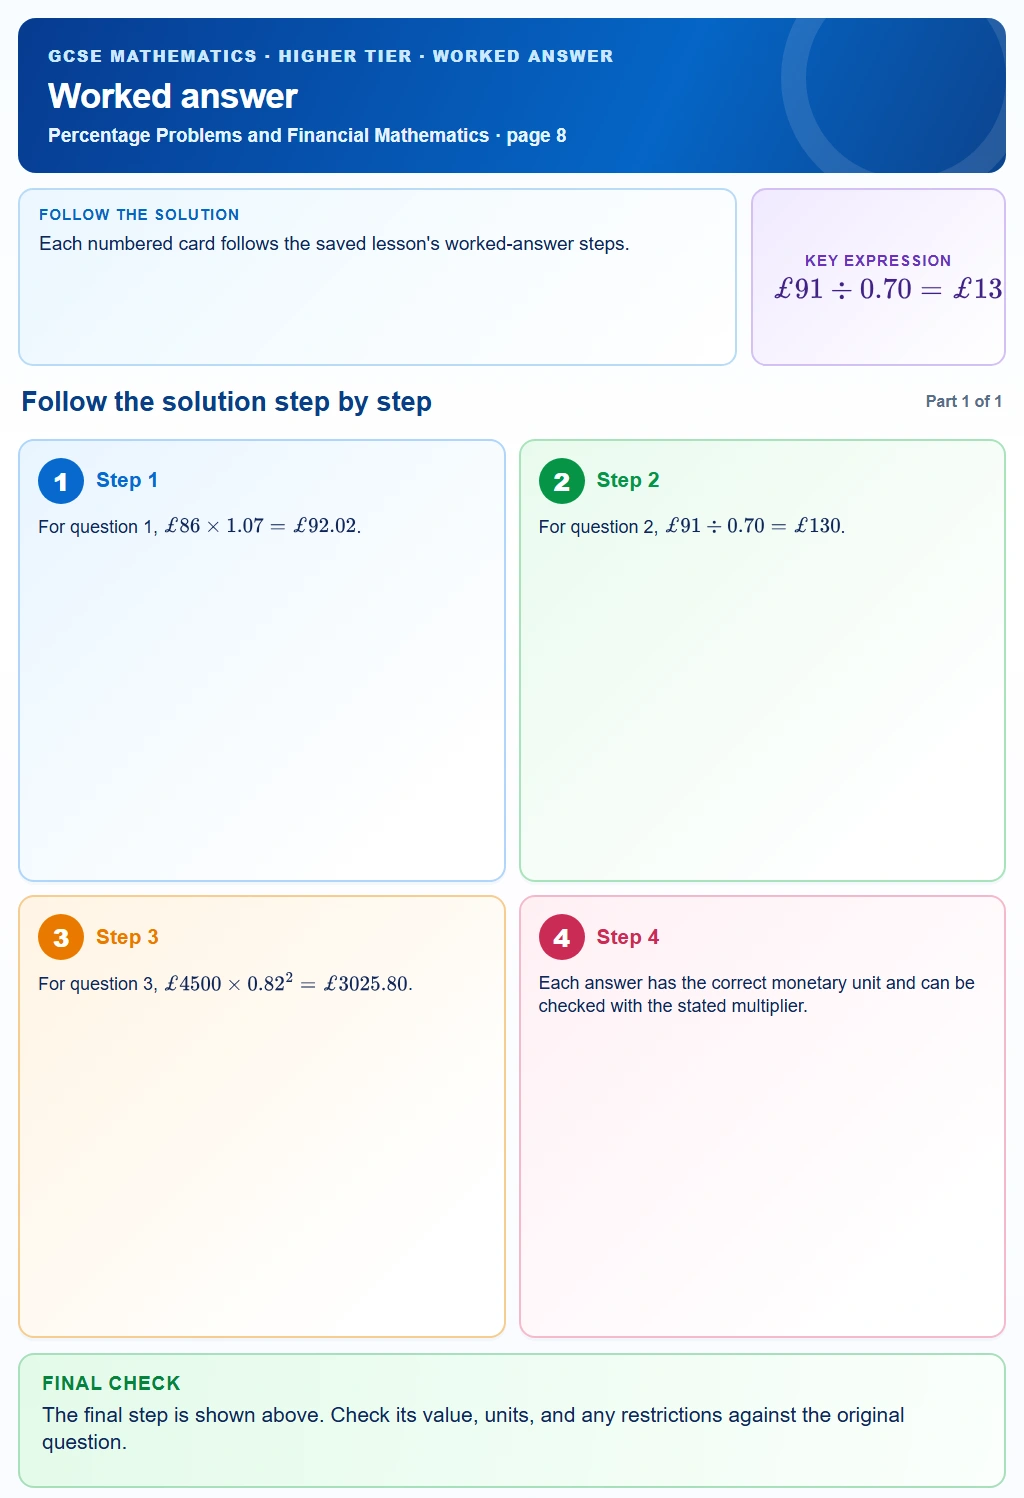 GCSE MATHEMATICS · HIGHER TIER · WORKED ANSWER
Worked answer
Percentage Problems and Financial Mathematics · page 8
FOLLOW THE SOLUTION
Each numbered card follows the saved lesson's worked-answer steps.
KEY EXPRESSION
£91 ÷ 0.70 = £13
Follow the solution step by step
Part 1 of 1
1 Step 1
For question 1, £86 × 1.07 = £92.02.
2 Step 2
For question 2, £91 ÷ 0.70 = £130.
3 Step 3
For question 3, £4500 × 0.82² = £3025.80.
4 Step 4
Each answer has the correct monetary unit and can be
checked with the stated multiplier.
FINAL CHECK
The final step is shown above. Check its value, units, and any restrictions against the original
question.